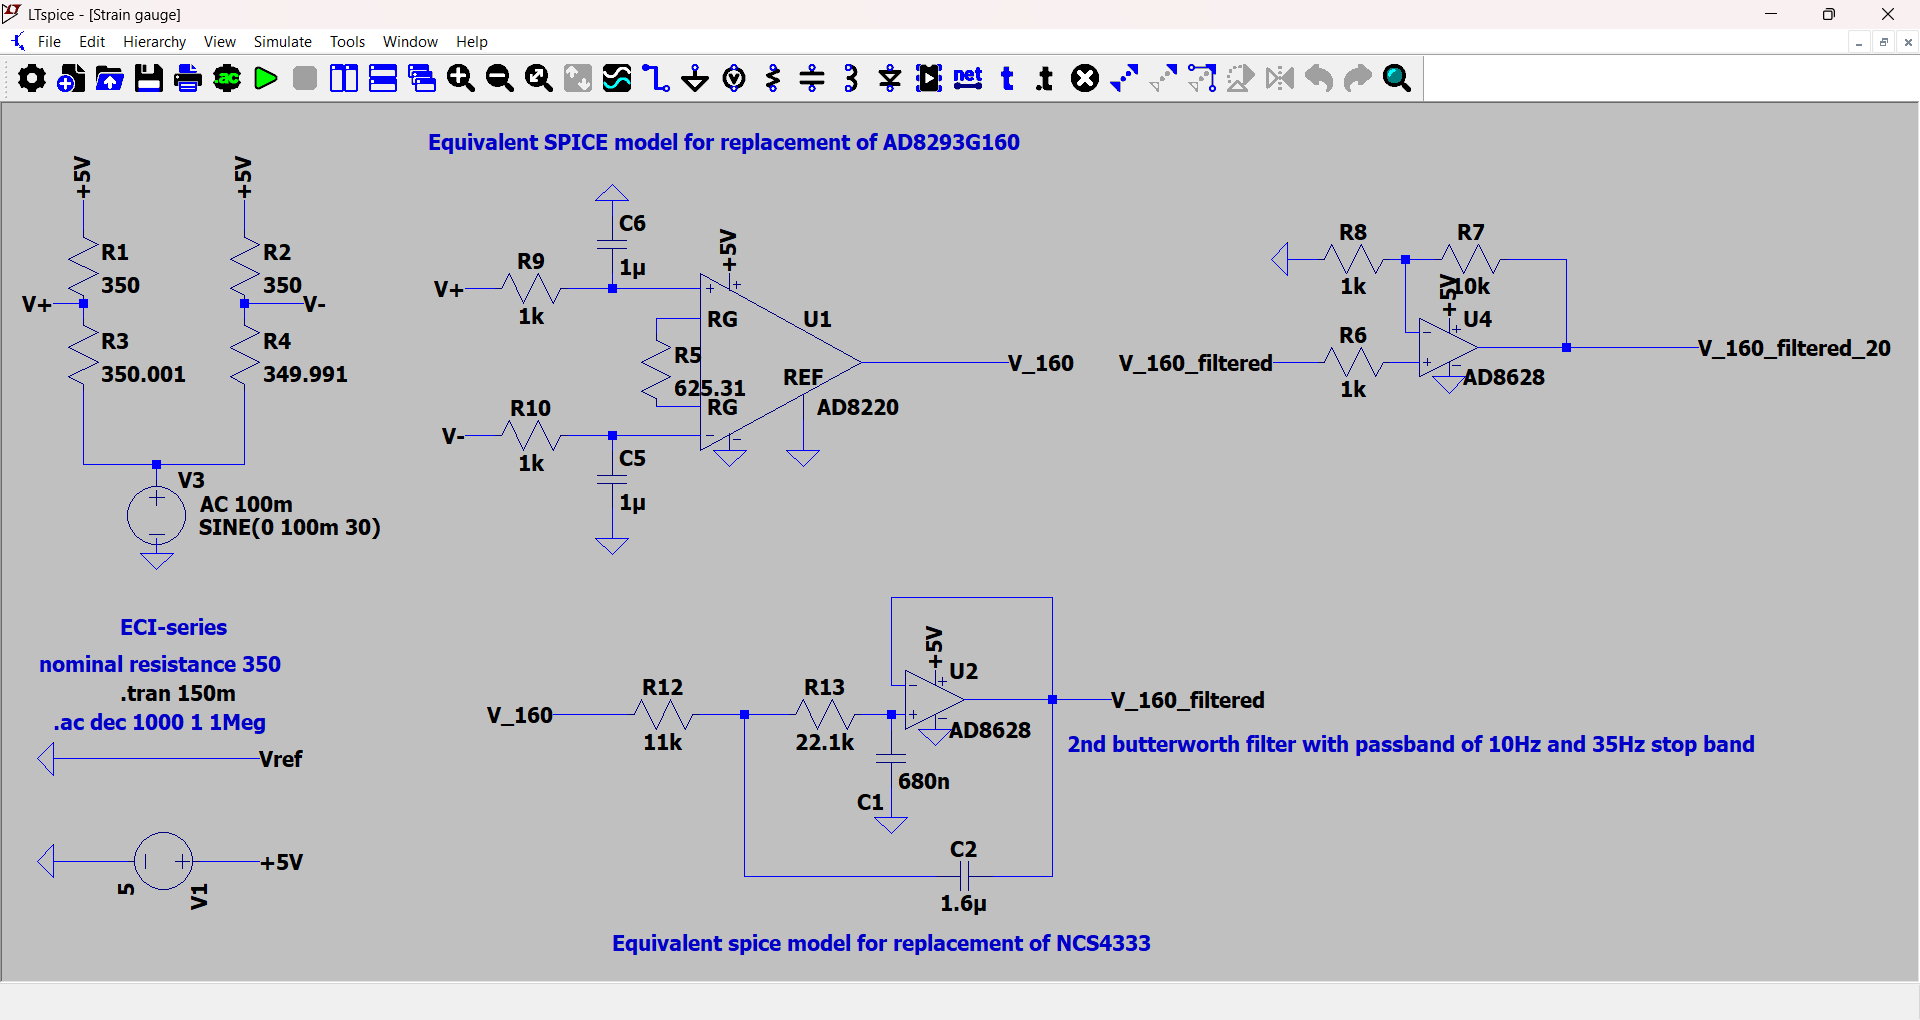 LTspice - [Strain gauge]
File Edit Hierarchy View Simulate Tools Window Help
.ac
net
t
.t
Equivalent SPICE model for replacement of AD8293G160
+5V
+5V
R1
350
R2
350
V+
V-
R3
350.001
R4
349.991
V3
AC 100m
SINE(0 100m 30)
C6
1µ
+5V
R9
V+
1k
RG
U1
R5
625.31
REF
RG
AD8220
V_160
R10
V-
1k
C5
1µ
R8
1k
R7
10k
+5V
U4
R6
V_160_filtered
1k
AD8628
V_160_filtered_20
ECI-series
nominal resistance 350
.tran 150m
.ac dec 1000 1 1Meg
Vref
+5V
5
V1
+5V
U2
R12
V_160
11k
R13
22.1k
AD8628
V_160_filtered
680n
C1
2nd butterworth filter with passband of 10Hz and 35Hz stop band
C2
1.6µ
Equivalent spice model for replacement of NCS4333